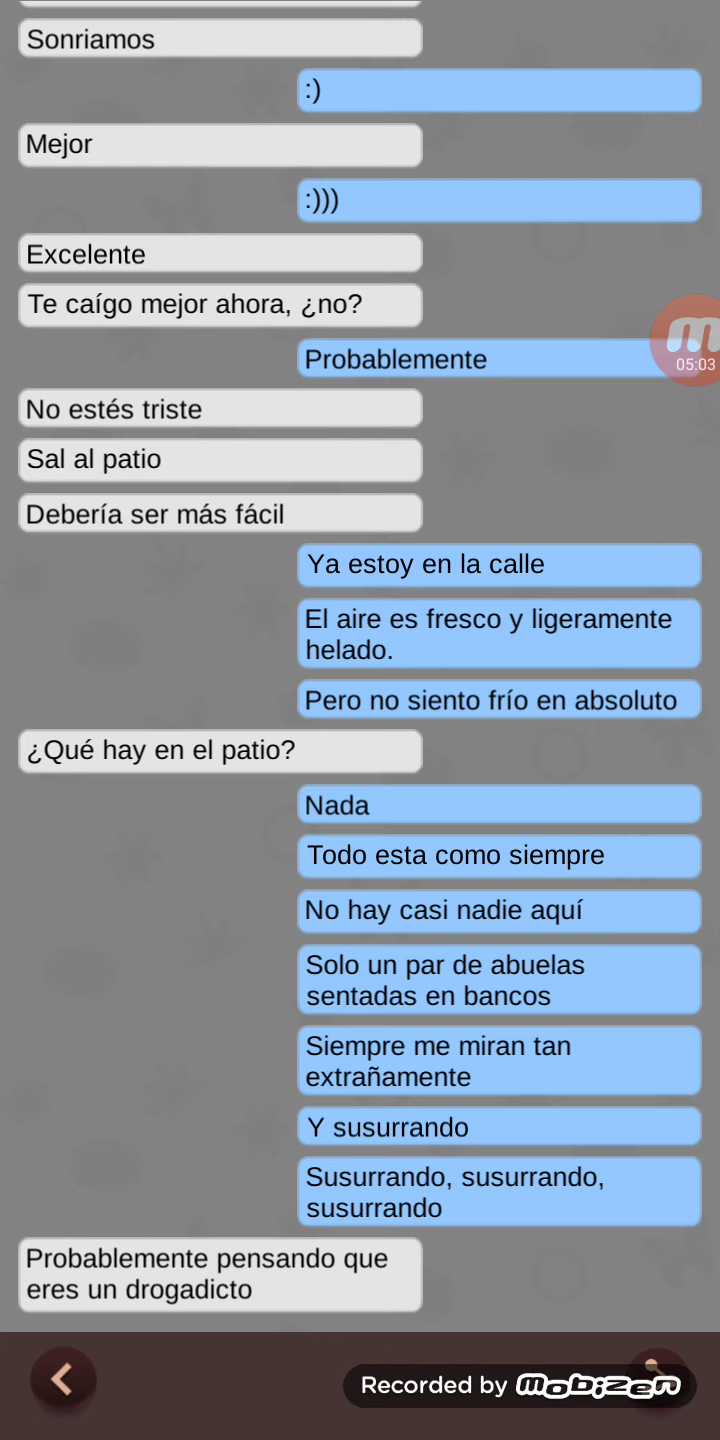 Sonriamos
:)
Mejor
:)))
Excelente
Te caígo mejor ahora, ¿no?
Probablemente
05:03
No estés triste
Sal al patio
Debería ser más fácil
Ya estoy en la calle
El aire es fresco y ligeramente
helado.
Pero no siento frío en absoluto
¿Qué hay en el patio?
Nada
Todo esta como siempre
No hay casi nadie aquí
Solo un par de abuelas
sentadas en bancos
Siempre me miran tan
extrañamente
Y susurrando
Susurrando, susurrando,
susurrando
Probablemente pensando que
eres un drogadicto
Recorded by mobizen